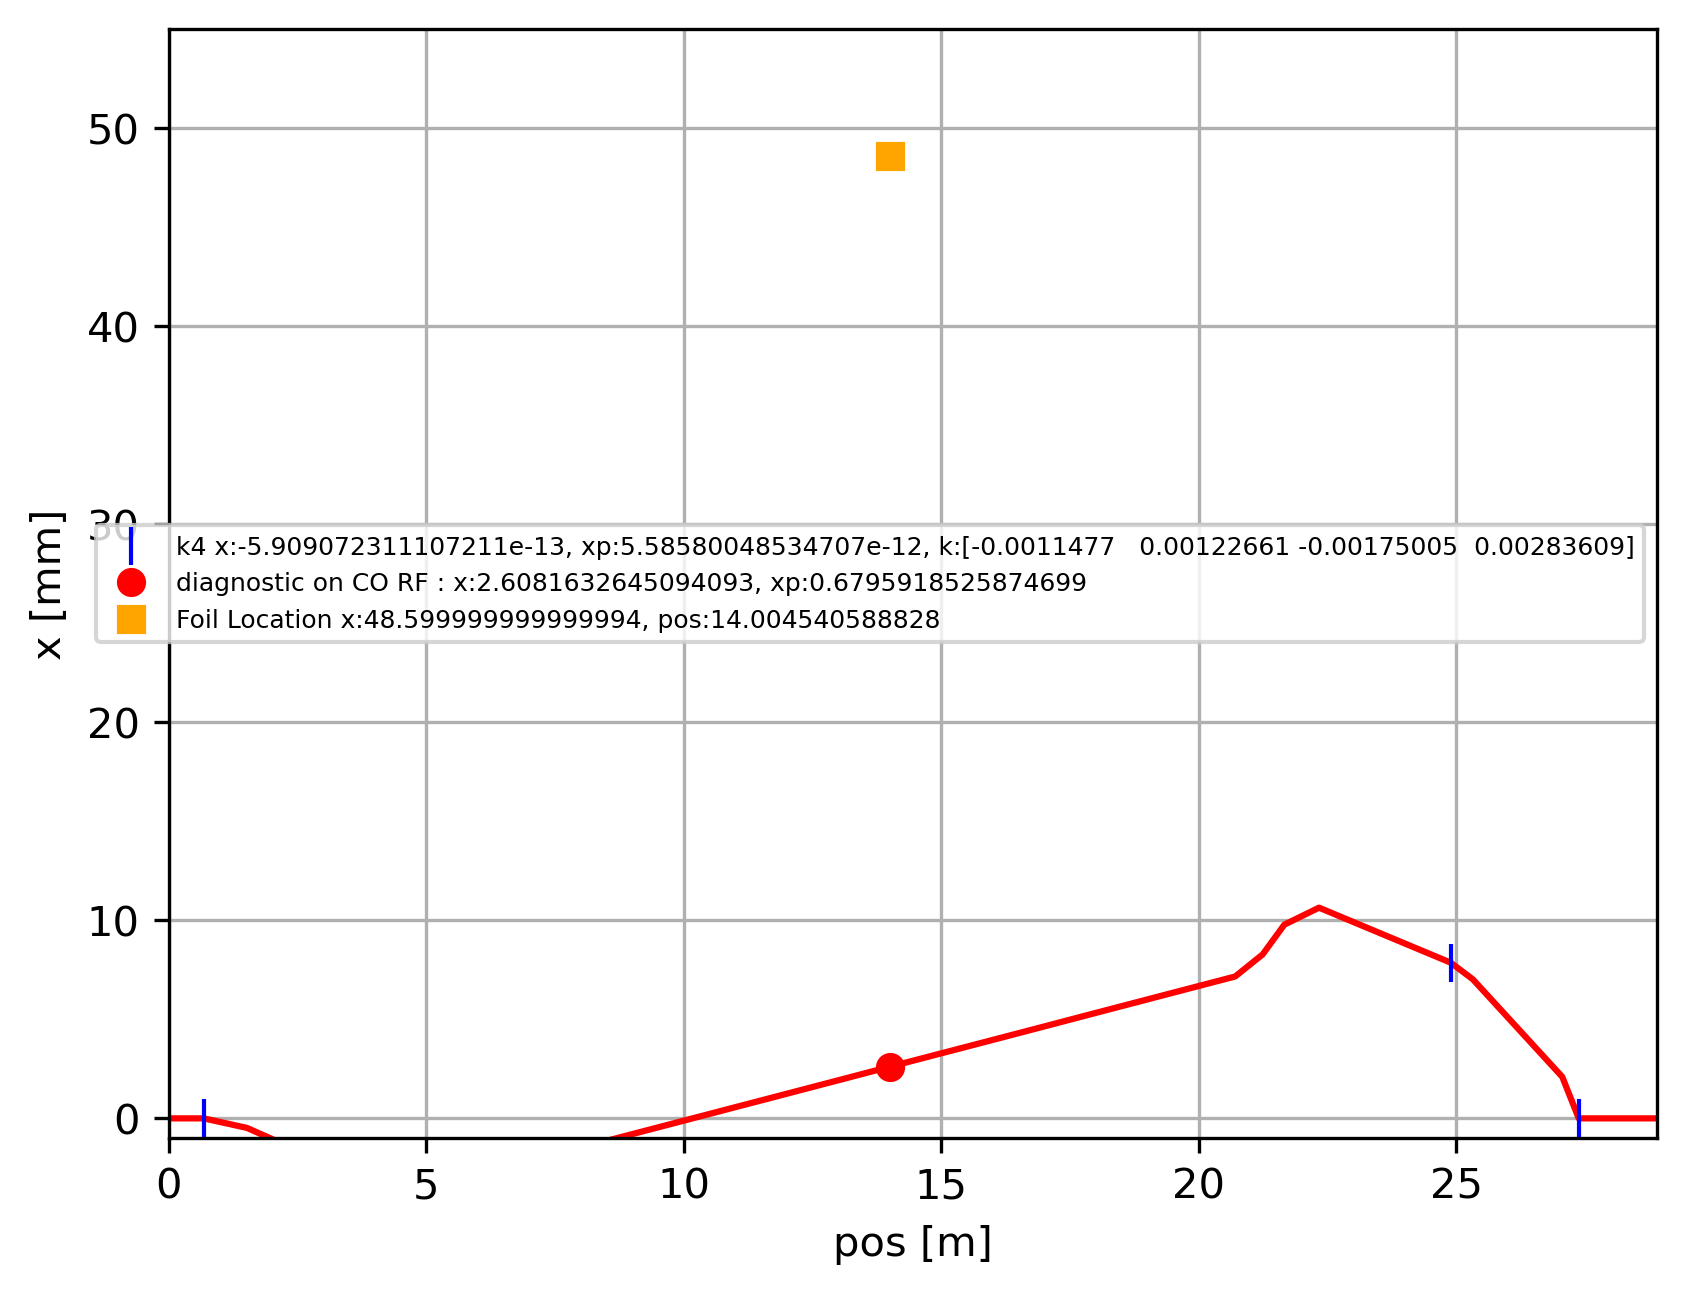 50
40
30
k4 x:-5.909072311107211e-13, xp:5.58580048534707e-12, k:[-0.0011477   0.00122661 -0.00175005  0.00283609]
diagnostic on CO RF : x:2.6081632645094093, xp:0.6795918525874699
Foil Location x:48.599999999999994, pos:14.004540588828
x [mm]
20
10
0
0 5 10 15 20 25
pos [m]